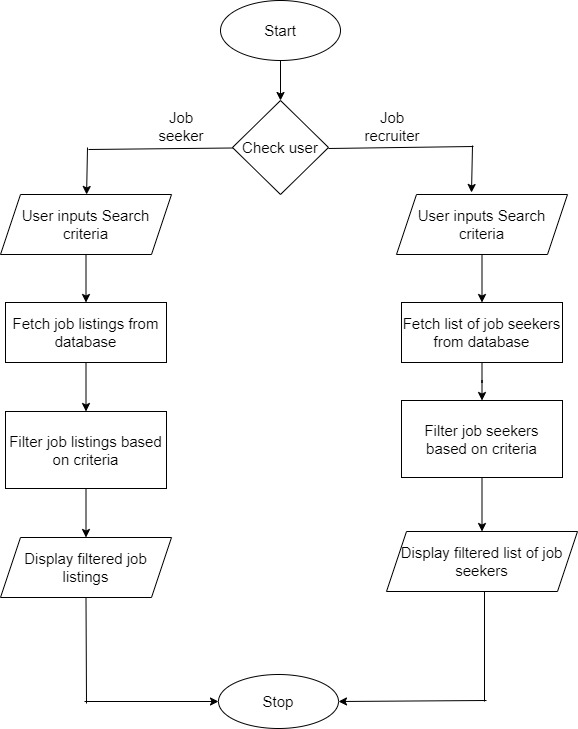 Start
Job
seeker
Job
recruiter
Check user
User inputs Search
criteria
User inputs Search
criteria
Fetch job listings from
database
Fetch list of job seekers
from database
Filter job listings based
on criteria
Filter job seekers
based on criteria
Display filtered job
listings
Display filtered list of job
seekers
Stop